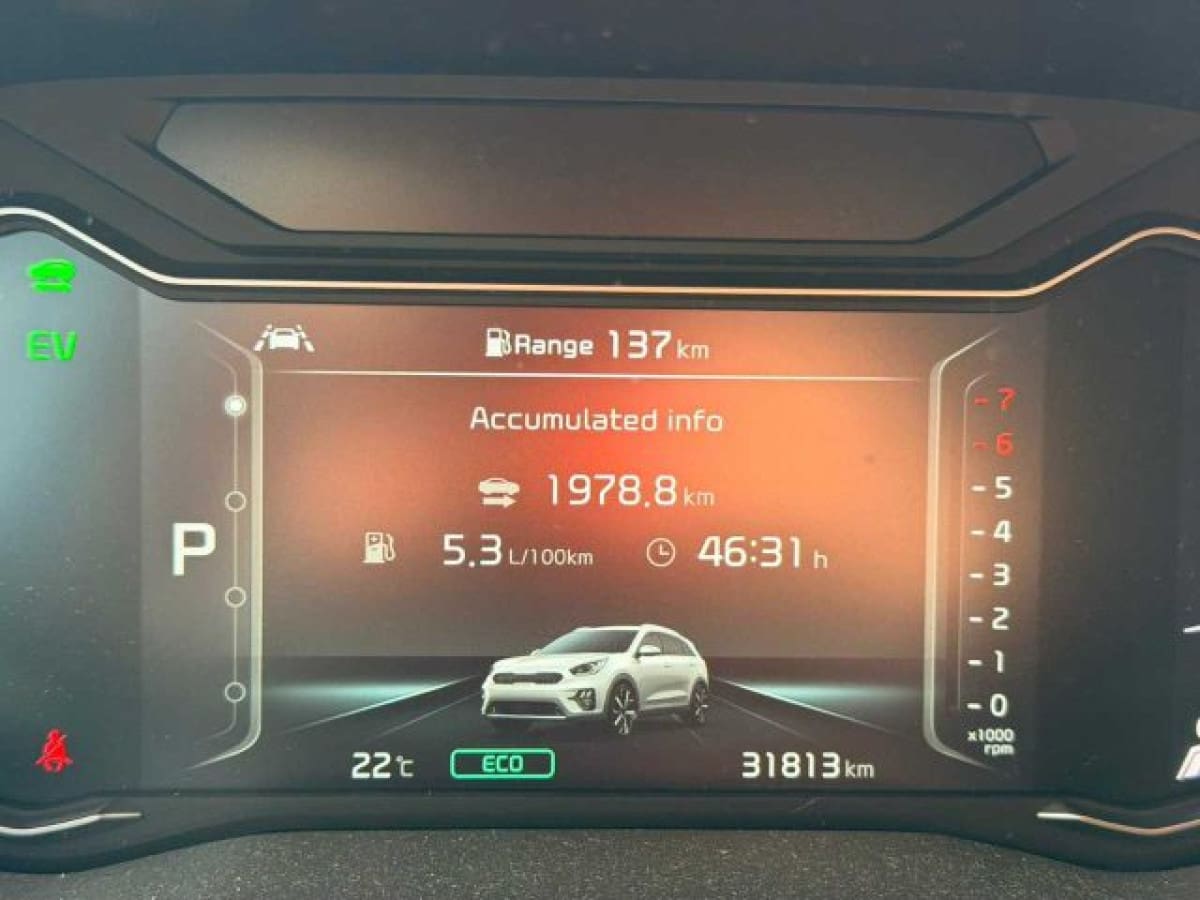 EV
Range 137 km
Accumulated info
1978.8 km
5.3 L/100km 46:31 h
P
22°C ECO 31813 km
7
6
5
4
3
2
1
0
x1000
rpm